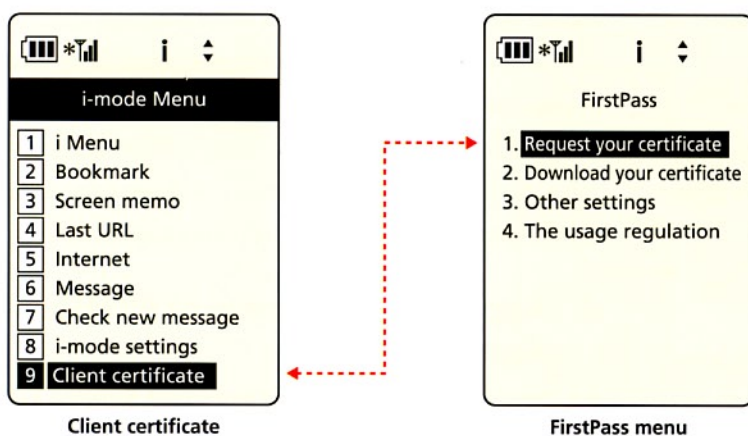 i
i-mode Menu
1 i Menu
2 Bookmark
3 Screen memo
4 Last URL
5 Internet
6 Message
7 Check new message
8 i-mode settings
9 Client certificate
Client certificate
i
FirstPass
1. Request your certificate
2. Download your certificate
3. Other settings
4. The usage regulation
FirstPass menu